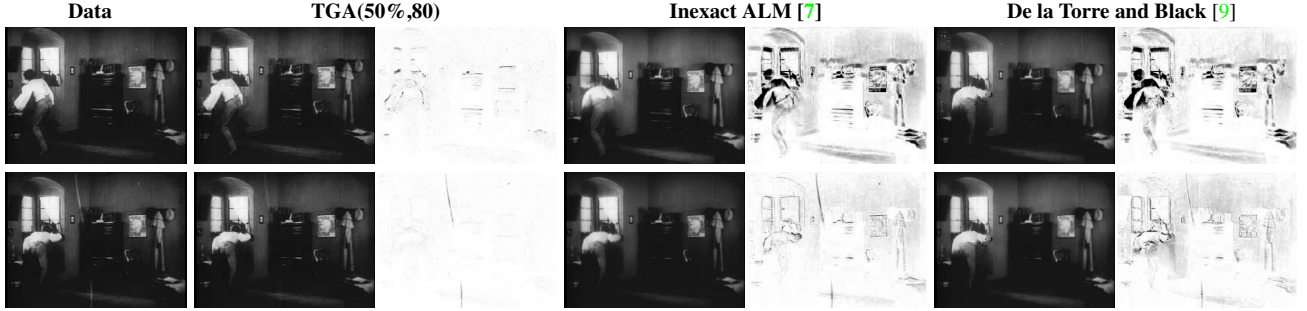 Data TGA(50%,80) Inexact ALM [7] De la Torre and Black [9]